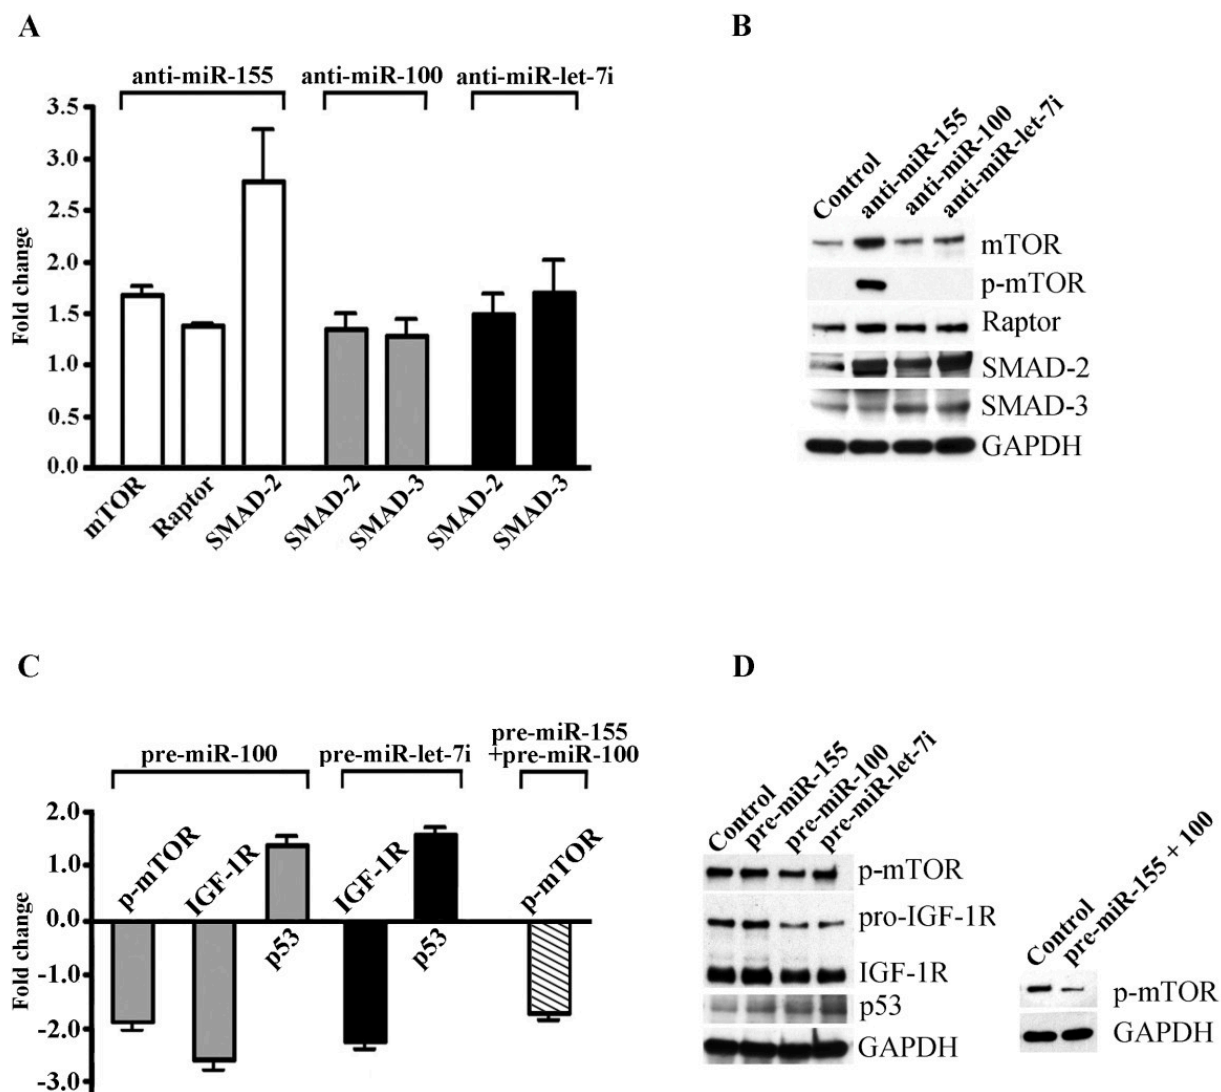 A
anti-miR-155 anti-miR-100 anti-miR-let-7i
Fold change
3.5
3.0
2.5
2.0
1.5
1.0
0.5
0.0
mTOR Raptor SMAD-2 SMAD-2 SMAD-3 SMAD-2 SMAD-3
B
Control anti-miR-155 anti-miR-100 anti-miR-let-7i
mTOR
p-mTOR
Raptor
SMAD-2
SMAD-3
GAPDH
C
pre-miR-100 pre-miR-let-7i pre-miR-155
+pre-miR-100
Fold change
2.0
1.0
0.0
-1.0
-2.0
-3.0
p-mTOR IGF-1R p53 IGF-1R p53 p-mTOR
D
Control pre-miR-155 pre-miR-100 pre-miR-let-7i
p-mTOR
pro-IGF-1R
IGF-1R
p53
GAPDH
Control pre-miR-155 + 100
p-mTOR
GAPDH